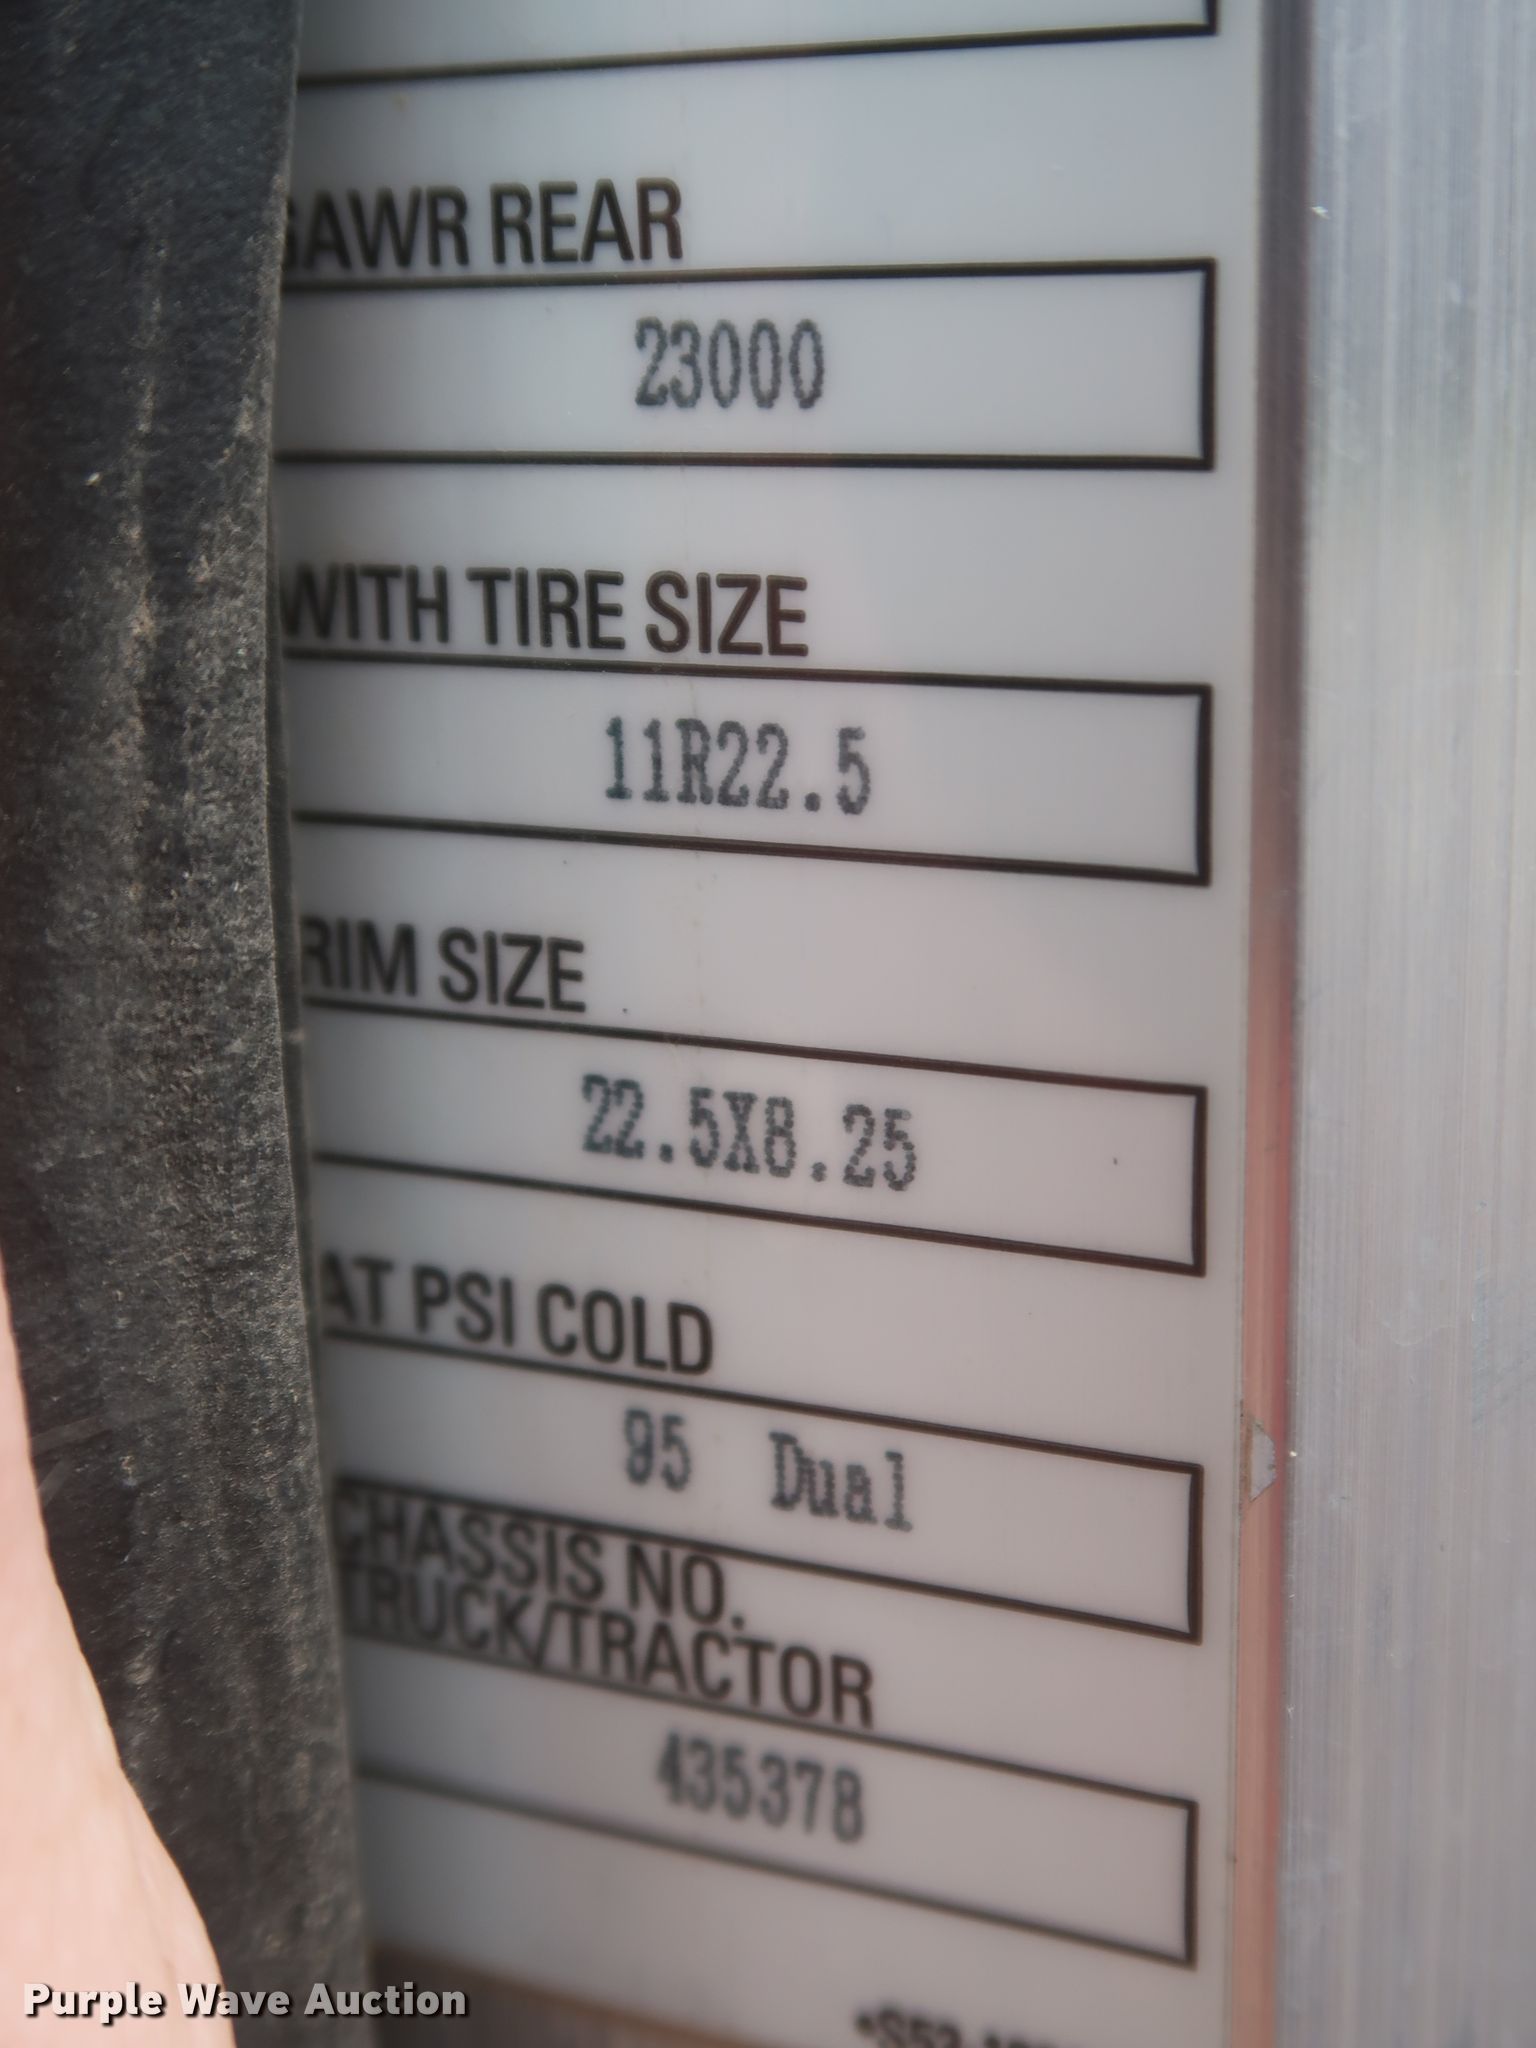 GAWR REAR
23000
WITH TIRE SIZE
11R22.5
RIM SIZE
22.5X8.25
AT PSI COLD
95 Dual
CHASSIS NO.
TRUCK/TRACTOR
435378
Purple Wave Auction